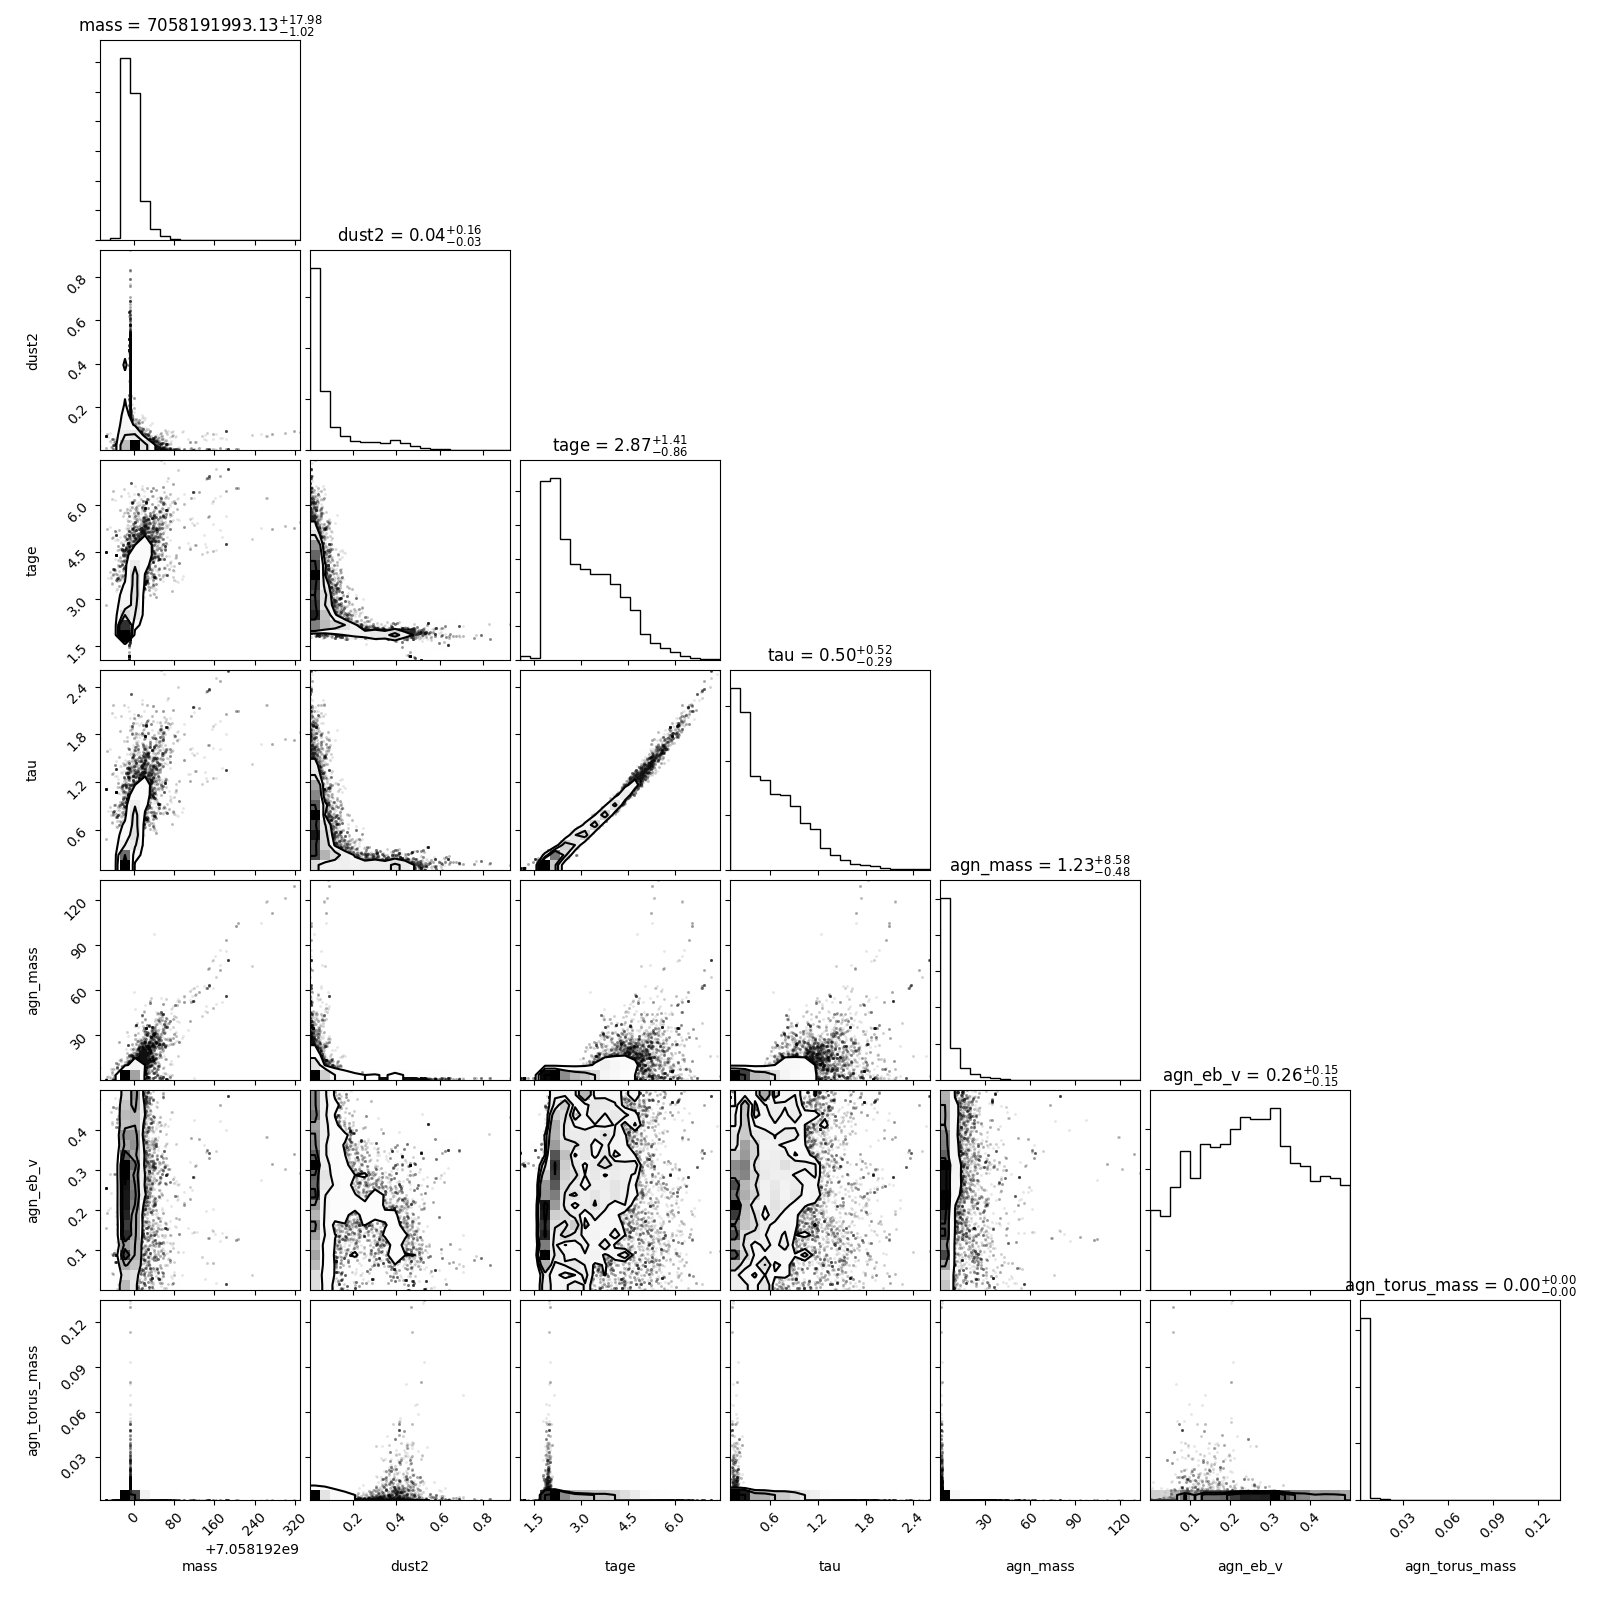 mass = 7058191993.13+17.98−1.02
dust2 = 0.04+0.16−0.03
0.8
0.6
0.4
0.2
dust2
tage = 2.87+1.41−0.86
6.0
4.5
3.0
1.5
tage
tau = 0.50+0.52−0.29
2.4
1.8
1.2
0.6
tau
agn_mass = 1.23+8.58−0.48
120
90
60
30
agn_mass
agn_eb_v = 0.26+0.15−0.15
0.4
0.3
0.2
0.1
agn_eb_v
agn_torus_mass = 0.00+0.00−0.00
0.12
0.09
0.06
0.03
agn_torus_mass
0 80 160 240 320
+7.058192e9
mass
0.2 0.4 0.6 0.8
dust2
1.5 3.0 4.5 6.0
tage
0.6 1.2 1.8 2.4
tau
30 60 90 120
agn_mass
0.1 0.2 0.3 0.4
agn_eb_v
0.03 0.06 0.09 0.12
agn_torus_mass